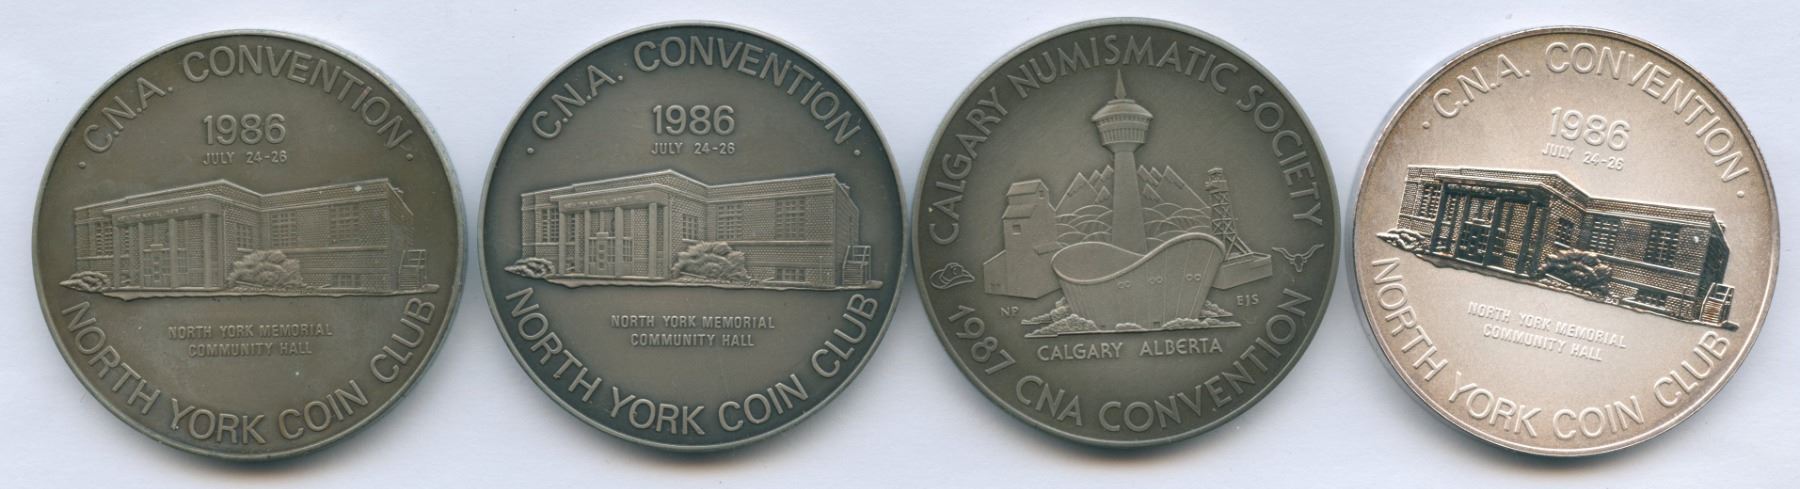 · C.N.A. CONVENTION ·
1986
JULY 24-26
NORTH YORK MEMORIAL
COMMUNITY HALL
NORTH YORK COIN CLUB
· C.N.A. CONVENTION ·
1986
JULY 24-26
NORTH YORK MEMORIAL
COMMUNITY HALL
NORTH YORK COIN CLUB
CALGARY NUMISMATIC SOCIETY
NP
EJS
CALGARY ALBERTA
1987 CNA CONVENTION
· C.N.A. CONVENTION ·
1986
JULY 24-26
NORTH YORK MEMORIAL
COMMUNITY HALL
NORTH YORK COIN CLUB